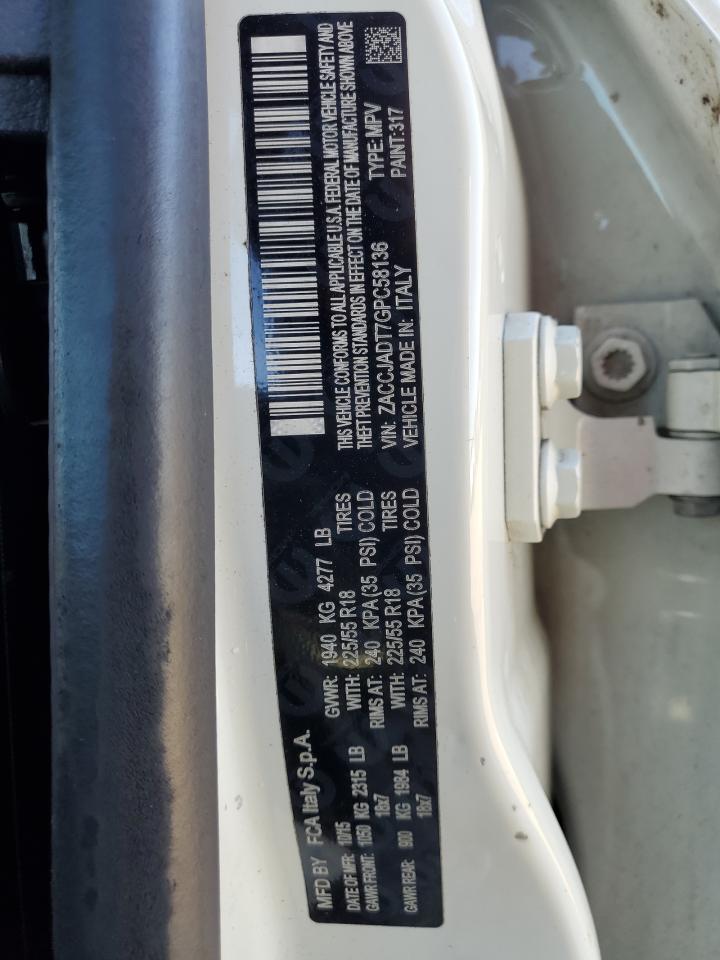 MFD BY FCA Italy S.p.A.
DATE OF MFR: 10/15 GVWR: 1940 KG 4277 LB
GAWR FRONT: 1050 KG 2315 LB WITH: 225/55 R18 TIRES
18x7 RIMS AT: 240 KPA(35 PSI) COLD
GAWR REAR: 900 KG 1984 LB WITH: 225/55 R18 TIRES
18x7 RIMS AT: 240 KPA(35 PSI) COLD
THIS VEHICLE CONFORMS TO ALL APPLICABLE U.S.A. FEDERAL MOTOR VEHICLE SAFETY AND
THEFT PREVENTION STANDARDS IN EFFECT ON THE DATE OF MANUFACTURE SHOWN ABOVE
VIN: ZACCJADT7GPC58136 TYPE:MPV
VEHICLE MADE IN: ITALY PAINT:317